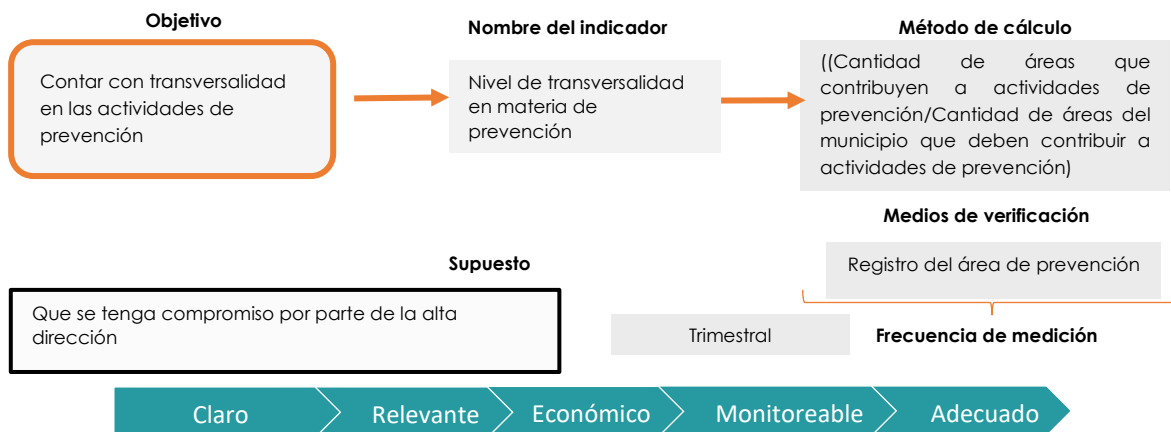 Objetivo
Contar con transversalidad
en las actividades de
prevención
Nombre del indicador
Nivel de transversalidad
en materia de
prevención
Método de cálculo
((Cantidad de áreas que
contribuyen a actividades de
prevención/Cantidad de áreas del
municipio que deben contribuir a
actividades de prevención)
Medios de verificación
Registro del área de prevención
Supuesto
Que se tenga compromiso por parte de la alta
dirección
Trimestral
Frecuencia de medición
Claro
Relevante
Económico
Monitoreable
Adecuado